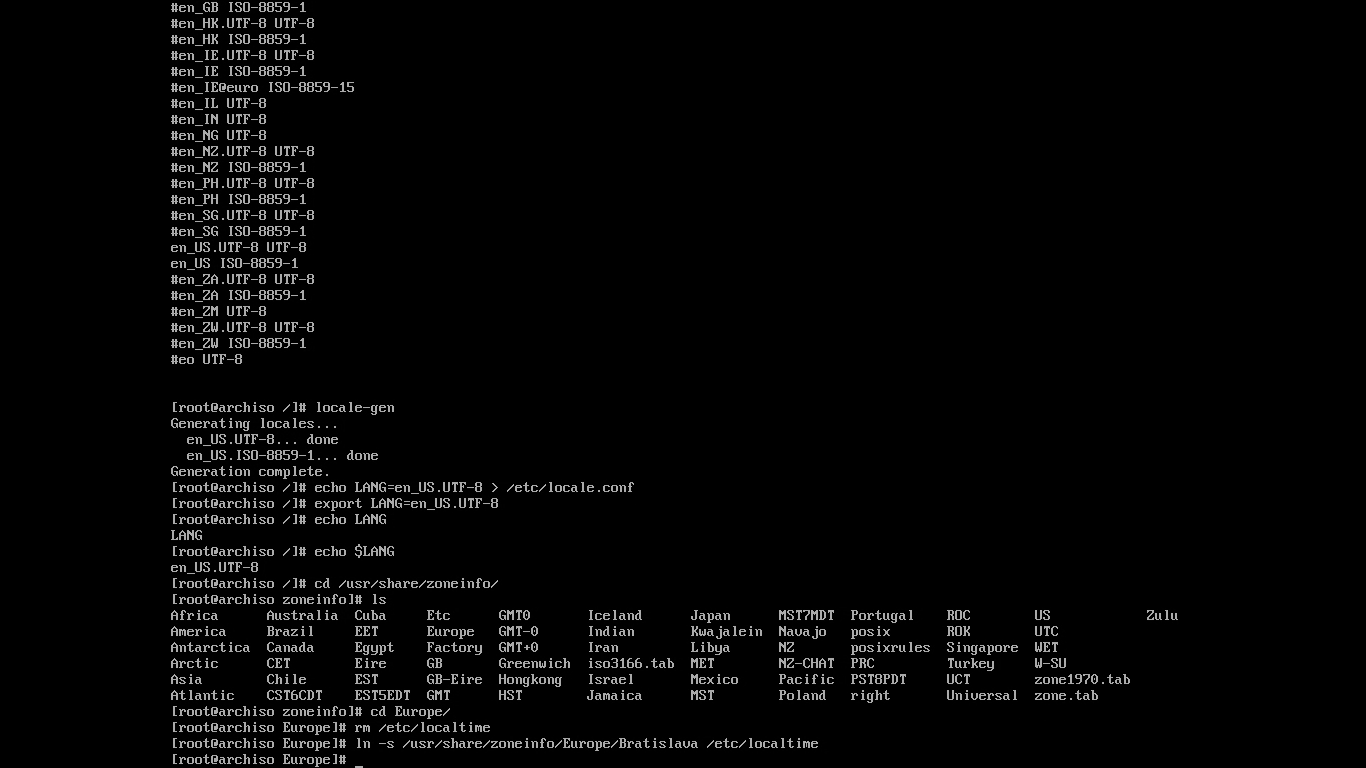 #en_GB ISO-8859-1
#en_HK.UTF-8 UTF-8
#en_HK ISO-8859-1
#en_IE.UTF-8 UTF-8
#en_IE ISO-8859-1
#en_IE@euro ISO-8859-15
#en_IL UTF-8
#en_IN UTF-8
#en_NG UTF-8
#en_NZ.UTF-8 UTF-8
#en_NZ ISO-8859-1
#en_PH.UTF-8 UTF-8
#en_PH ISO-8859-1
#en_SG.UTF-8 UTF-8
#en_SG ISO-8859-1
en_US.UTF-8 UTF-8
en_US ISO-8859-1
#en_ZA.UTF-8 UTF-8
#en_ZA ISO-8859-1
#en_ZM UTF-8
#en_ZW.UTF-8 UTF-8
#en_ZW ISO-8859-1
#eo UTF-8
[root@archiso /]# locale-gen
Generating locales...
  en_US.UTF-8... done
  en_US.ISO-8859-1... done
Generation complete.
[root@archiso /]# echo LANG=en_US.UTF-8 > /etc/locale.conf
[root@archiso /]# export LANG=en_US.UTF-8
[root@archiso /]# echo LANG
LANG
[root@archiso /]# echo $LANG
en_US.UTF-8
[root@archiso /]# cd /usr/share/zoneinfo/
[root@archiso zoneinfo]# ls
Africa      Australia  Cuba     Etc      GMT0       Iceland      Japan      MST7MDT  Portugal    ROC        US           Zulu
America     Brazil     EET      Europe   GMT-0      Indian       Kwajalein  Navajo   posix       ROK        UTC
Antarctica  Canada     Egypt    Factory  GMT+0      Iran         Libya      NZ       posixrules  Singapore  WET
Arctic      CET        Eire     GB       Greenwich  iso3166.tab  MET        NZ-CHAT  PRC         Turkey     W-SU
Asia        Chile      EST      GB-Eire  Hongkong   Israel       Mexico     Pacific  PST8PDT     UCT        zone1970.tab
Atlantic    CST6CDT    EST5EDT  GMT      HST        Jamaica      MST        Poland   right       Universal  zone.tab
[root@archiso zoneinfo]# cd Europe/
[root@archiso Europe]# rm /etc/localtime
[root@archiso Europe]# ln -s /usr/share/zoneinfo/Europe/Bratislava /etc/localtime
[root@archiso Europe]# _